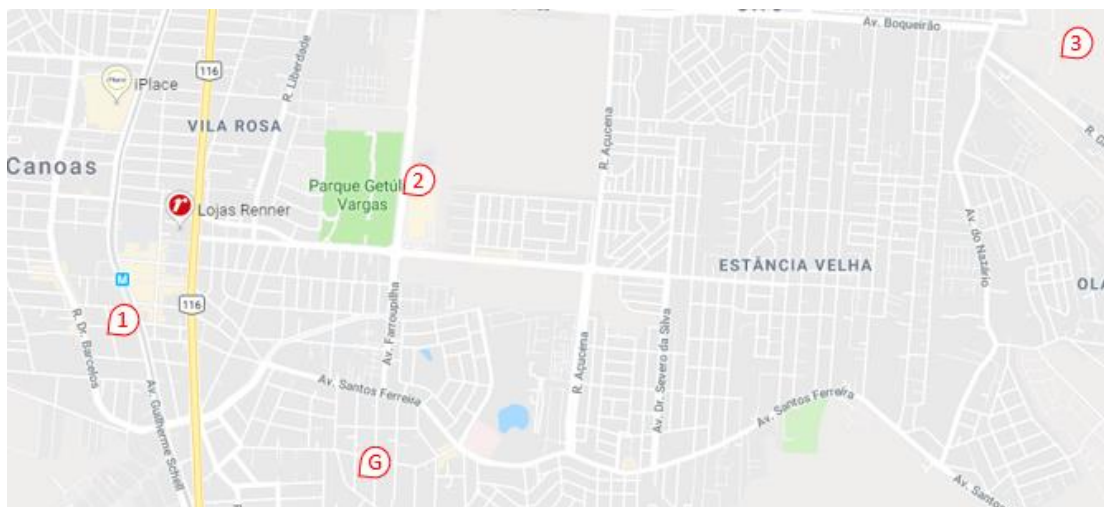 Av. Boqueirão
3
116
iPlace
iPlace
R. Liberdade
VILA ROSA
R. Açucena
R. D
Canoas
2
Parque Getúl
Vargas
Lojas Renner
Av. do Nazário
ESTÂNCIA VELHA
OLA
M
116
1
R. Dr. Barcelos
Av. Farroupilha
Av. Dr. Severo da Silva
R. Açucena
Av. Santos Ferreira
Av. Santos Ferreira
Av. Guilherme Schell
G
Av. Santos